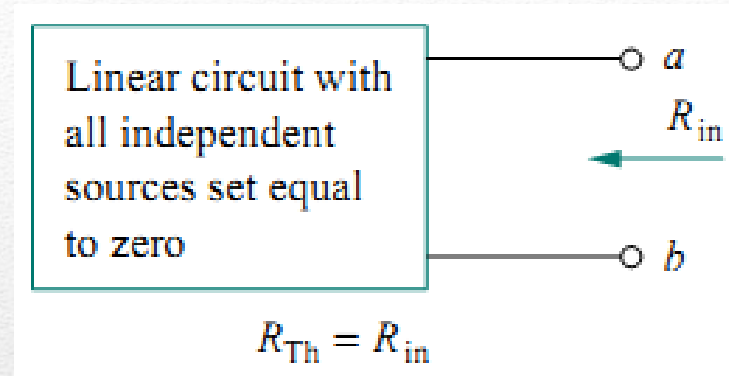 Linear circuit with
all independent
sources set equal
to zero
a
R_in
b
R_Th = R_in